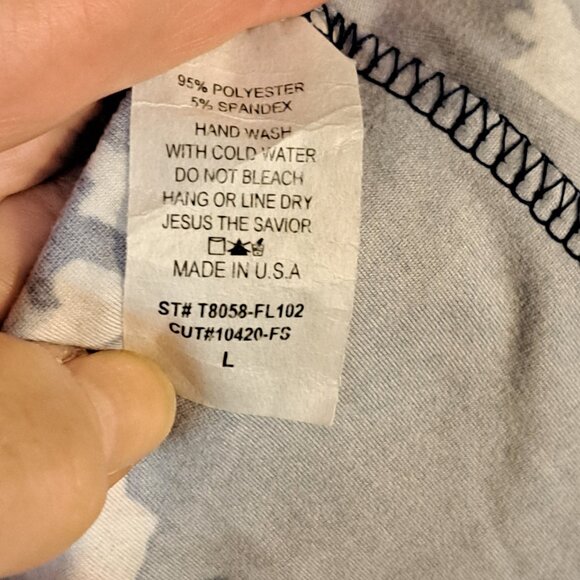 95% POLYESTER
5% SPANDEX
HAND WASH
WITH COLD WATER
DO NOT BLEACH
HANG OR LINE DRY
JESUS THE SAVIOR
MADE IN U.S.A
ST# T8058-FL102
CUT#10420-FS
L